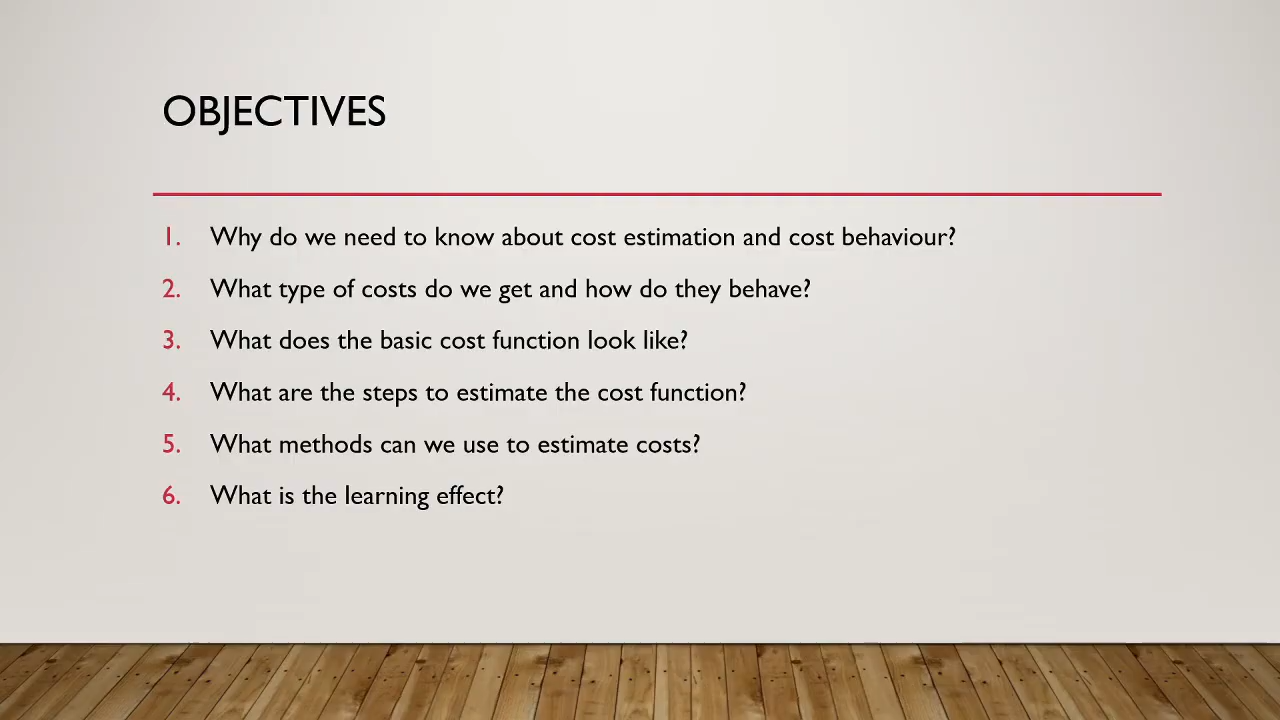 OBJECTIVES
1. Why do we need to know about cost estimation and cost behaviour?
2. What type of costs do we get and how do they behave?
3. What does the basic cost function look like?
4. What are the steps to estimate the cost function?
5. What methods can we use to estimate costs?
6. What is the learning effect?